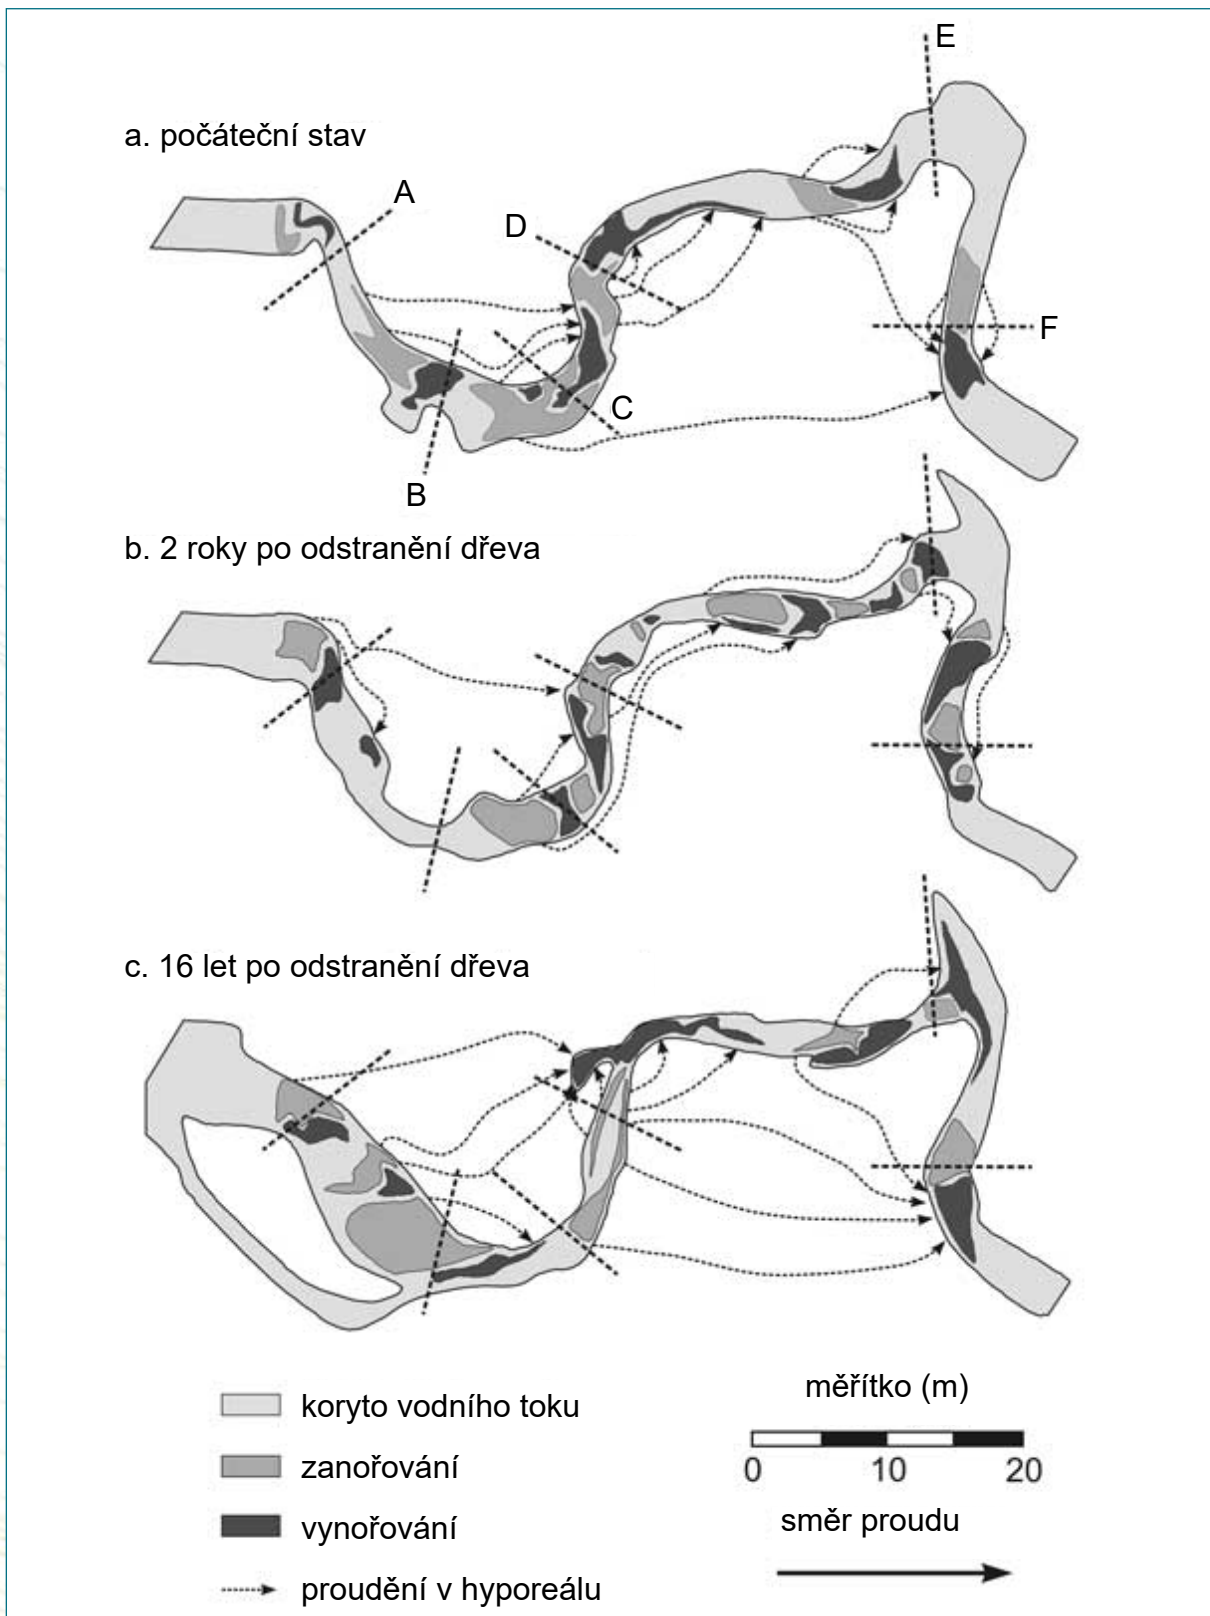 E
a. počáteční stav
A
D
F
C
B
b. 2 roky po odstranění dřeva
c. 16 let po odstranění dřeva
koryto vodního toku
zanořování
vynořování
proudění v hyporeálu
měřítko (m)
0 10 20
směr proudu